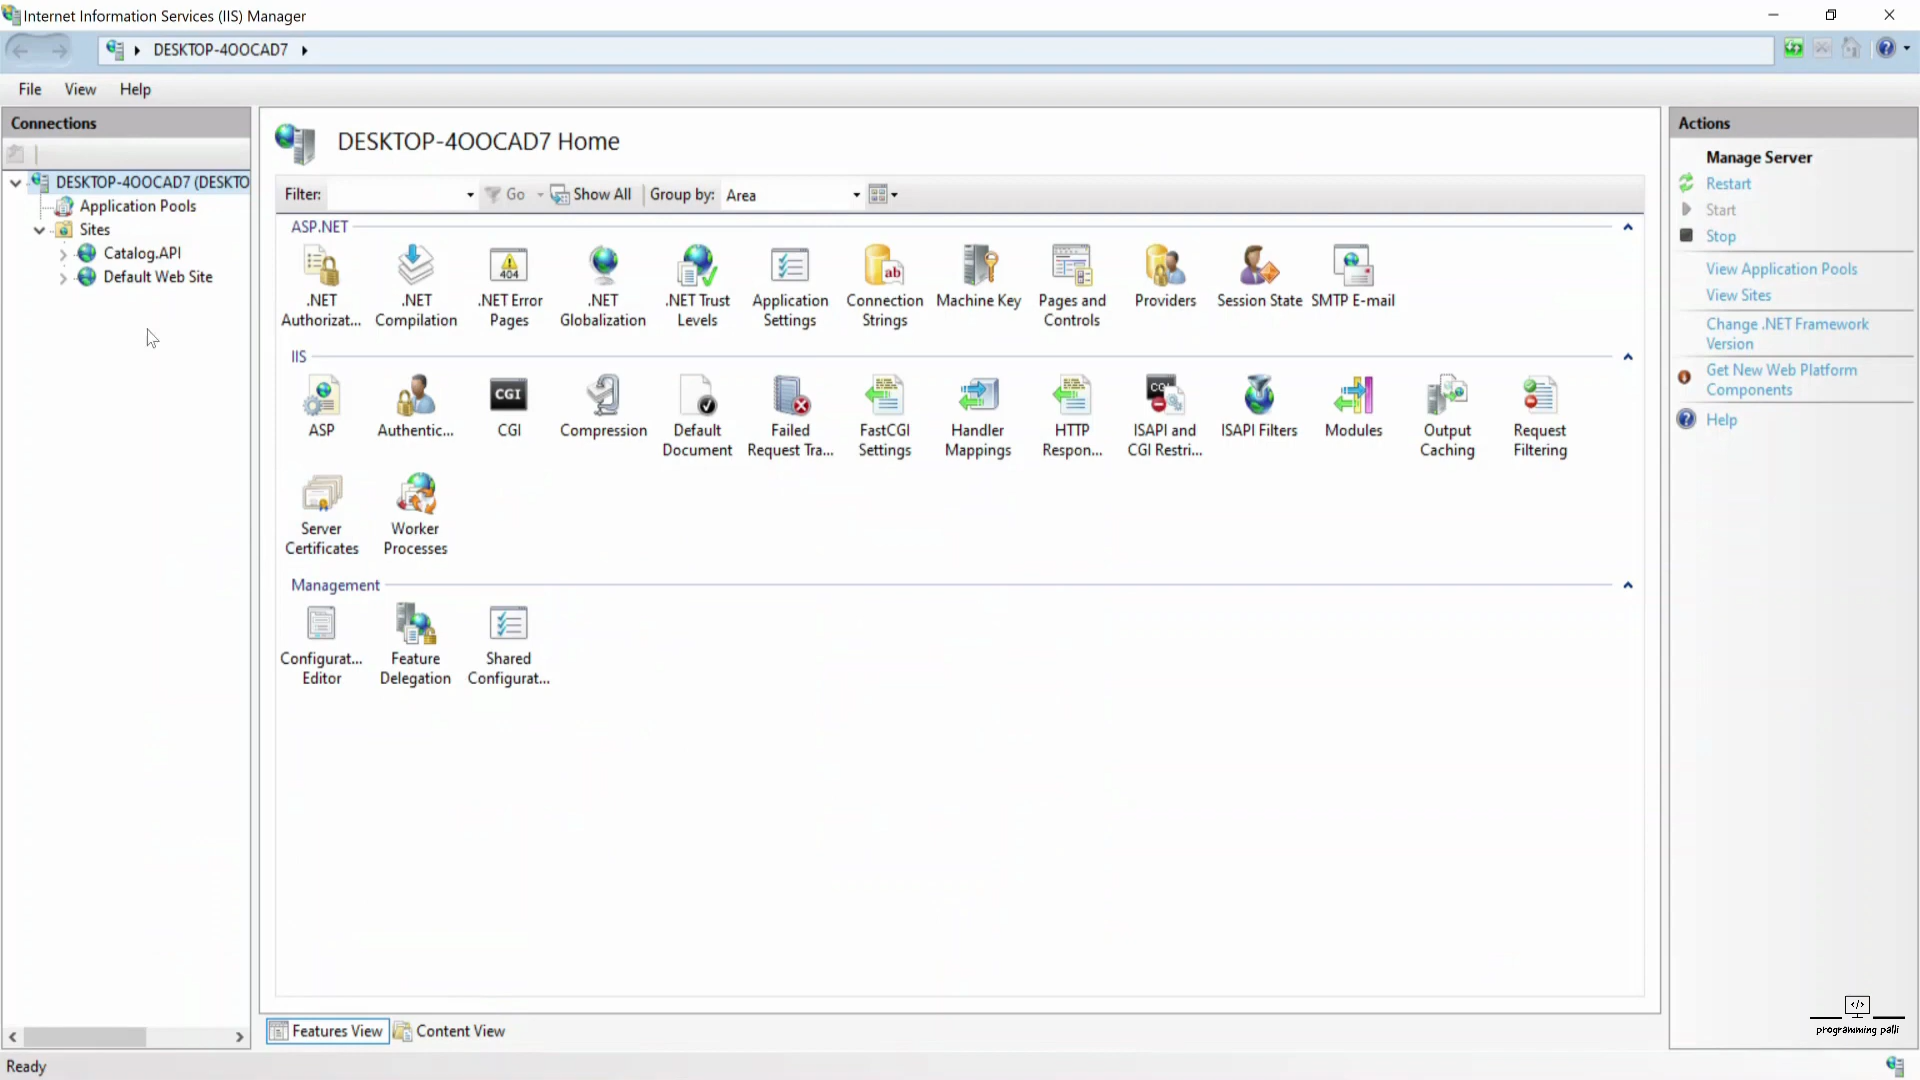 Internet Information Services (IIS) Manager
DESKTOP-4OOCAD7
File View Help
Connections
DESKTOP-4OOCAD7 (DESKTO
Application Pools
Sites
Catalog.API
Default Web Site
DESKTOP-4OOCAD7 Home
Filter: Go Show All Group by: Area
ASP.NET
.NET Authorizat...
.NET Compilation
404
.NET Error Pages
.NET Globalization
.NET Trust Levels
Application Settings
ab
Connection Strings
Machine Key
Pages and Controls
Providers
Session State
SMTP E-mail
IIS
ASP
Authentic...
CGI
CGI
Compression
Default Document
Failed Request Tra...
FastCGI Settings
Handler Mappings
HTTP Respon...
ISAPI and CGI Restri...
ISAPI Filters
Modules
Output Caching
Request Filtering
Server Certificates
Worker Processes
Management
Configurat... Editor
Feature Delegation
Shared Configurat...
Features View Content View
Ready
Actions
Manage Server
Restart
Start
Stop
View Application Pools
View Sites
Change .NET Framework
Version
Get New Web Platform
Components
Help
</> 
programming palli